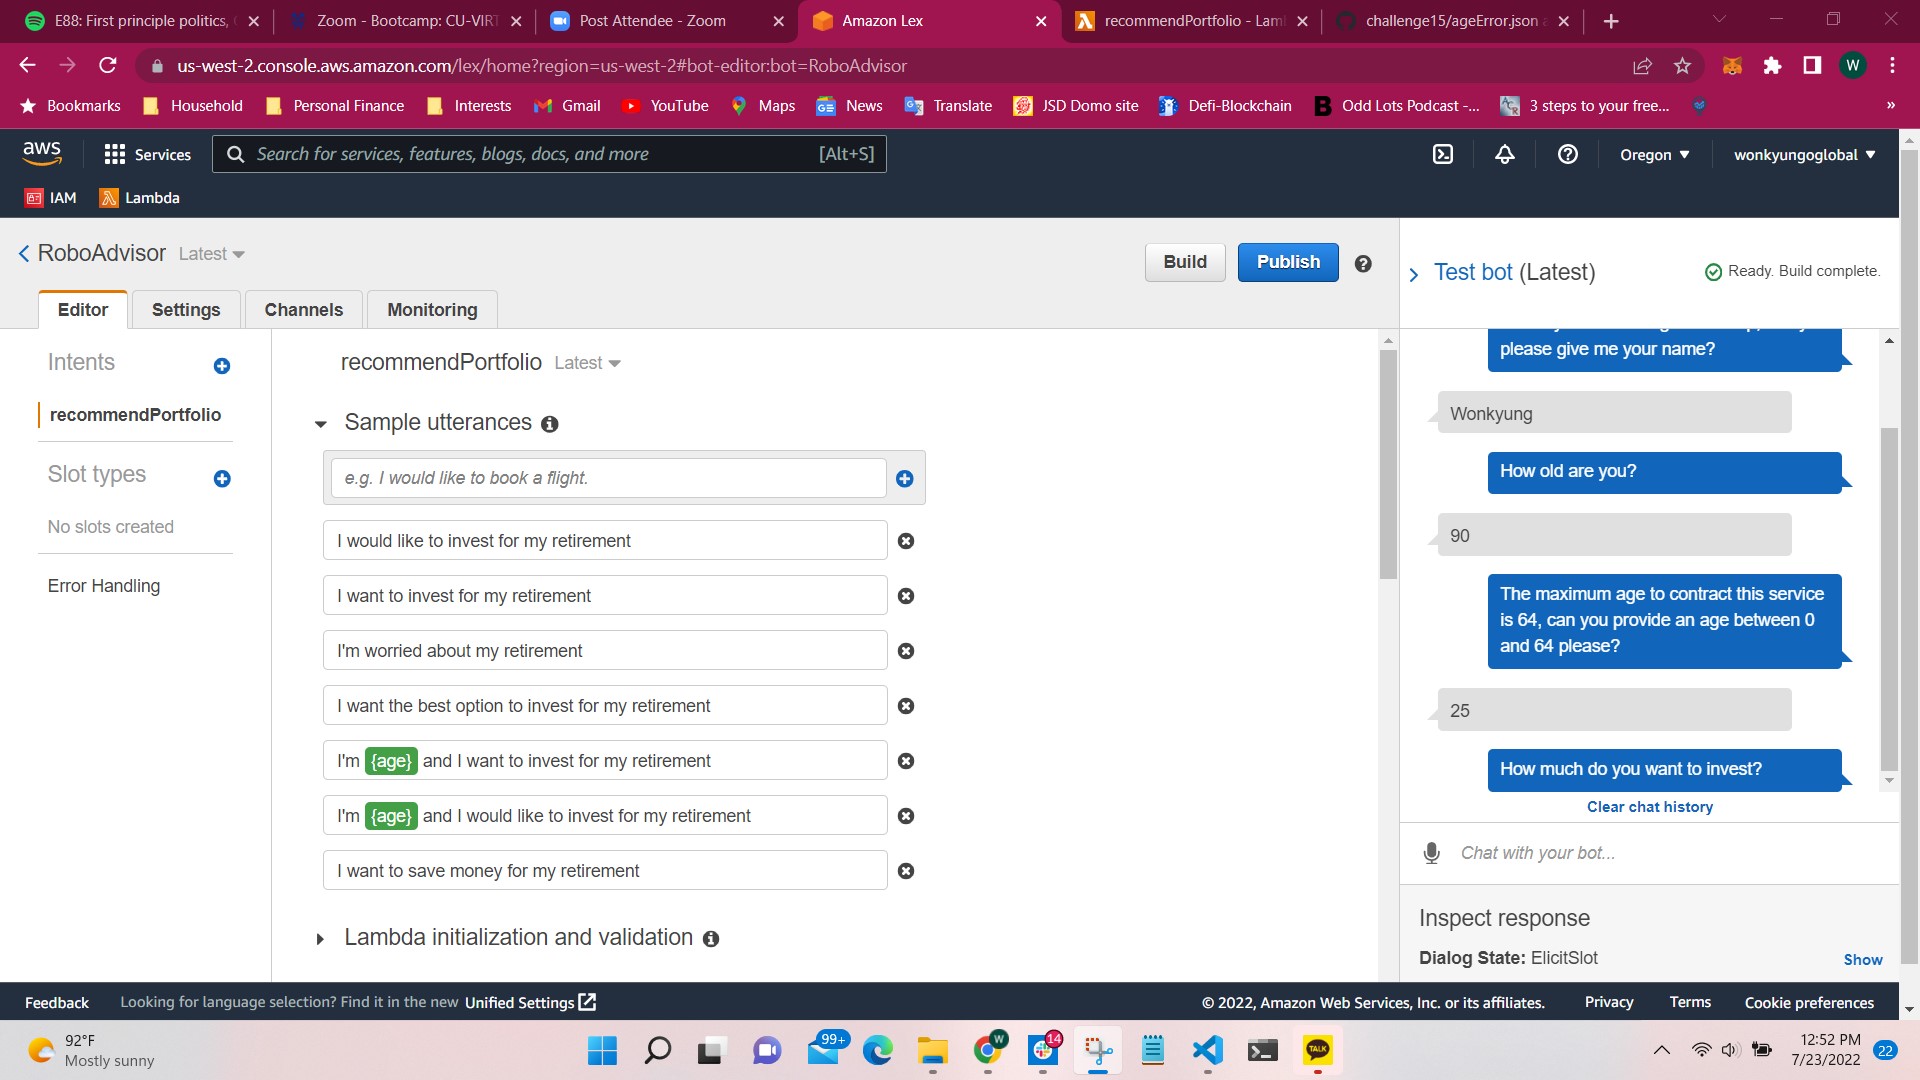 E88: First principle politics,
Zoom - Bootcamp: CU-VIRT
Post Attendee - Zoom
Amazon Lex
recommendPortfolio - Lam
challenge15/ageError.json a
us-west-2.console.aws.amazon.com/lex/home?region=us-west-2#bot-editor:bot=RoboAdvisor
W
Bookmarks
Household
Personal Finance
Interests
Gmail
YouTube
Maps
News
Translate
JSD Domo site
Defi-Blockchain
Odd Lots Podcast -...
3 steps to your free...
»
aws
Services
Search for services, features, blogs, docs, and more
[Alt+S]
Oregon
wonkyungoglobal
IAM
Lambda
RoboAdvisor Latest
Build
Publish
Editor
Settings
Channels
Monitoring
Intents
recommendPortfolio
Slot types
No slots created
Error Handling
recommendPortfolio Latest
Sample utterances
e.g. I would like to book a flight.
I would like to invest for my retirement
I want to invest for my retirement
I'm worried about my retirement
I want the best option to invest for my retirement
I'm {age} and I want to invest for my retirement
I'm {age} and I would like to invest for my retirement
I want to save money for my retirement
Lambda initialization and validation
Test bot (Latest)
Ready. Build complete.
please give me your name?
Wonkyung
How old are you?
90
The maximum age to contract this service
is 64, can you provide an age between 0
and 64 please?
25
How much do you want to invest?
Clear chat history
Chat with your bot...
Inspect response
Dialog State: ElicitSlot
Show
Feedback
Looking for language selection? Find it in the new Unified Settings
© 2022, Amazon Web Services, Inc. or its affiliates.
Privacy
Terms
Cookie preferences
92°F
Mostly sunny
99+
W
14
TALK
12:52 PM
7/23/2022
22